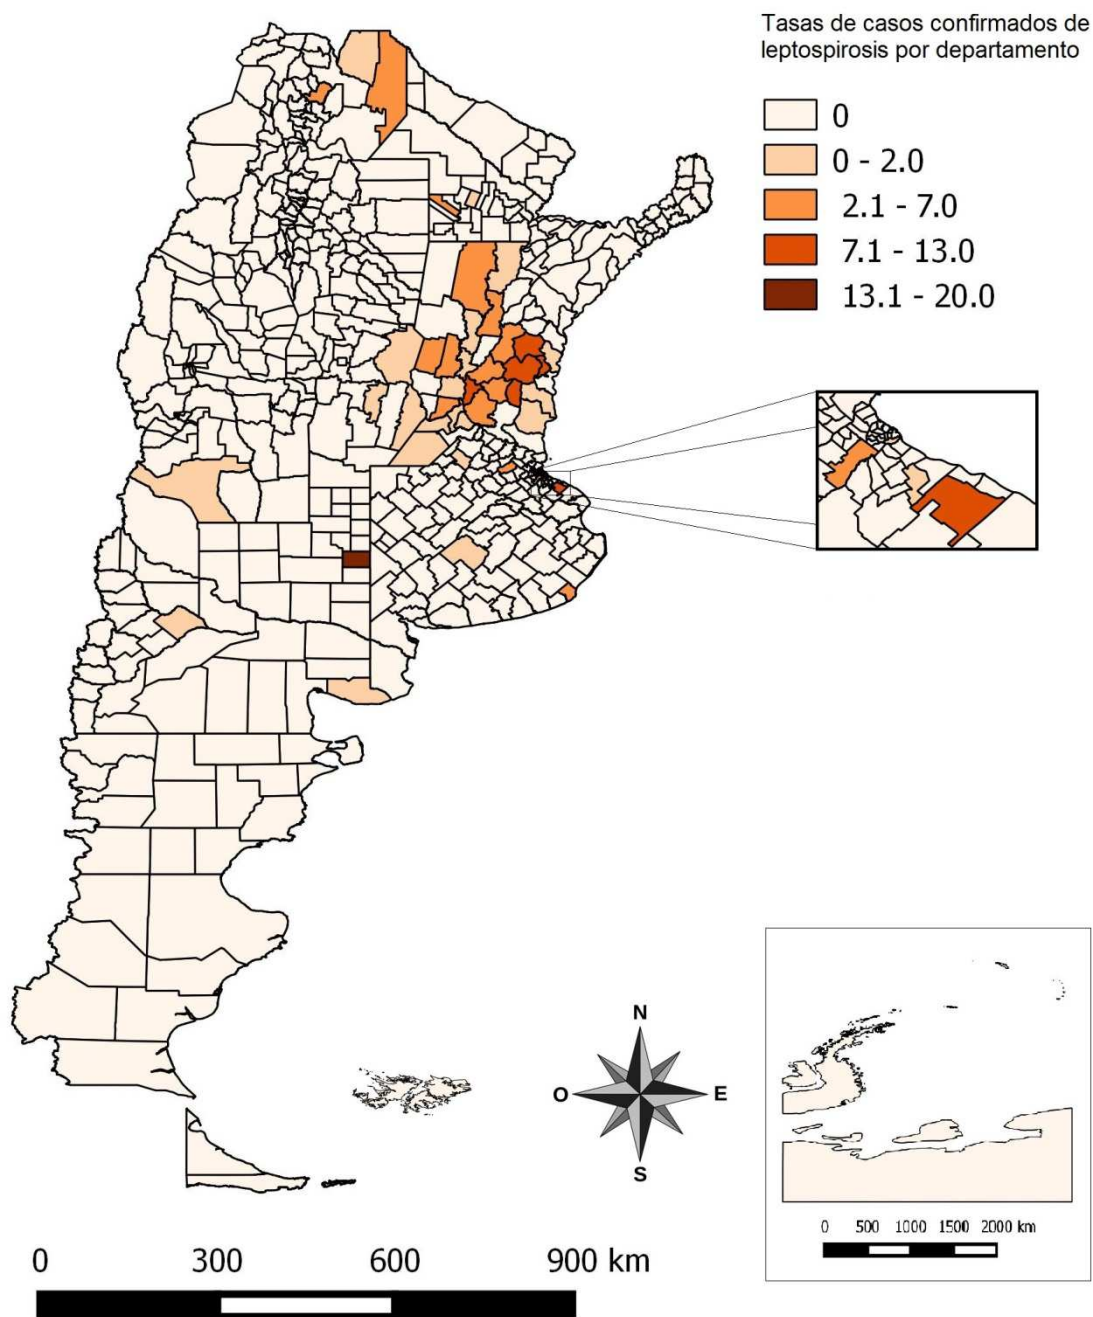 Tasas de casos confirmados de
leptospirosis por departamento
0
0 - 2.0
2.1 - 7.0
7.1 - 13.0
13.1 - 20.0
N
O
E
S
0 500 1000 1500 2000 km
0 300 600 900 km